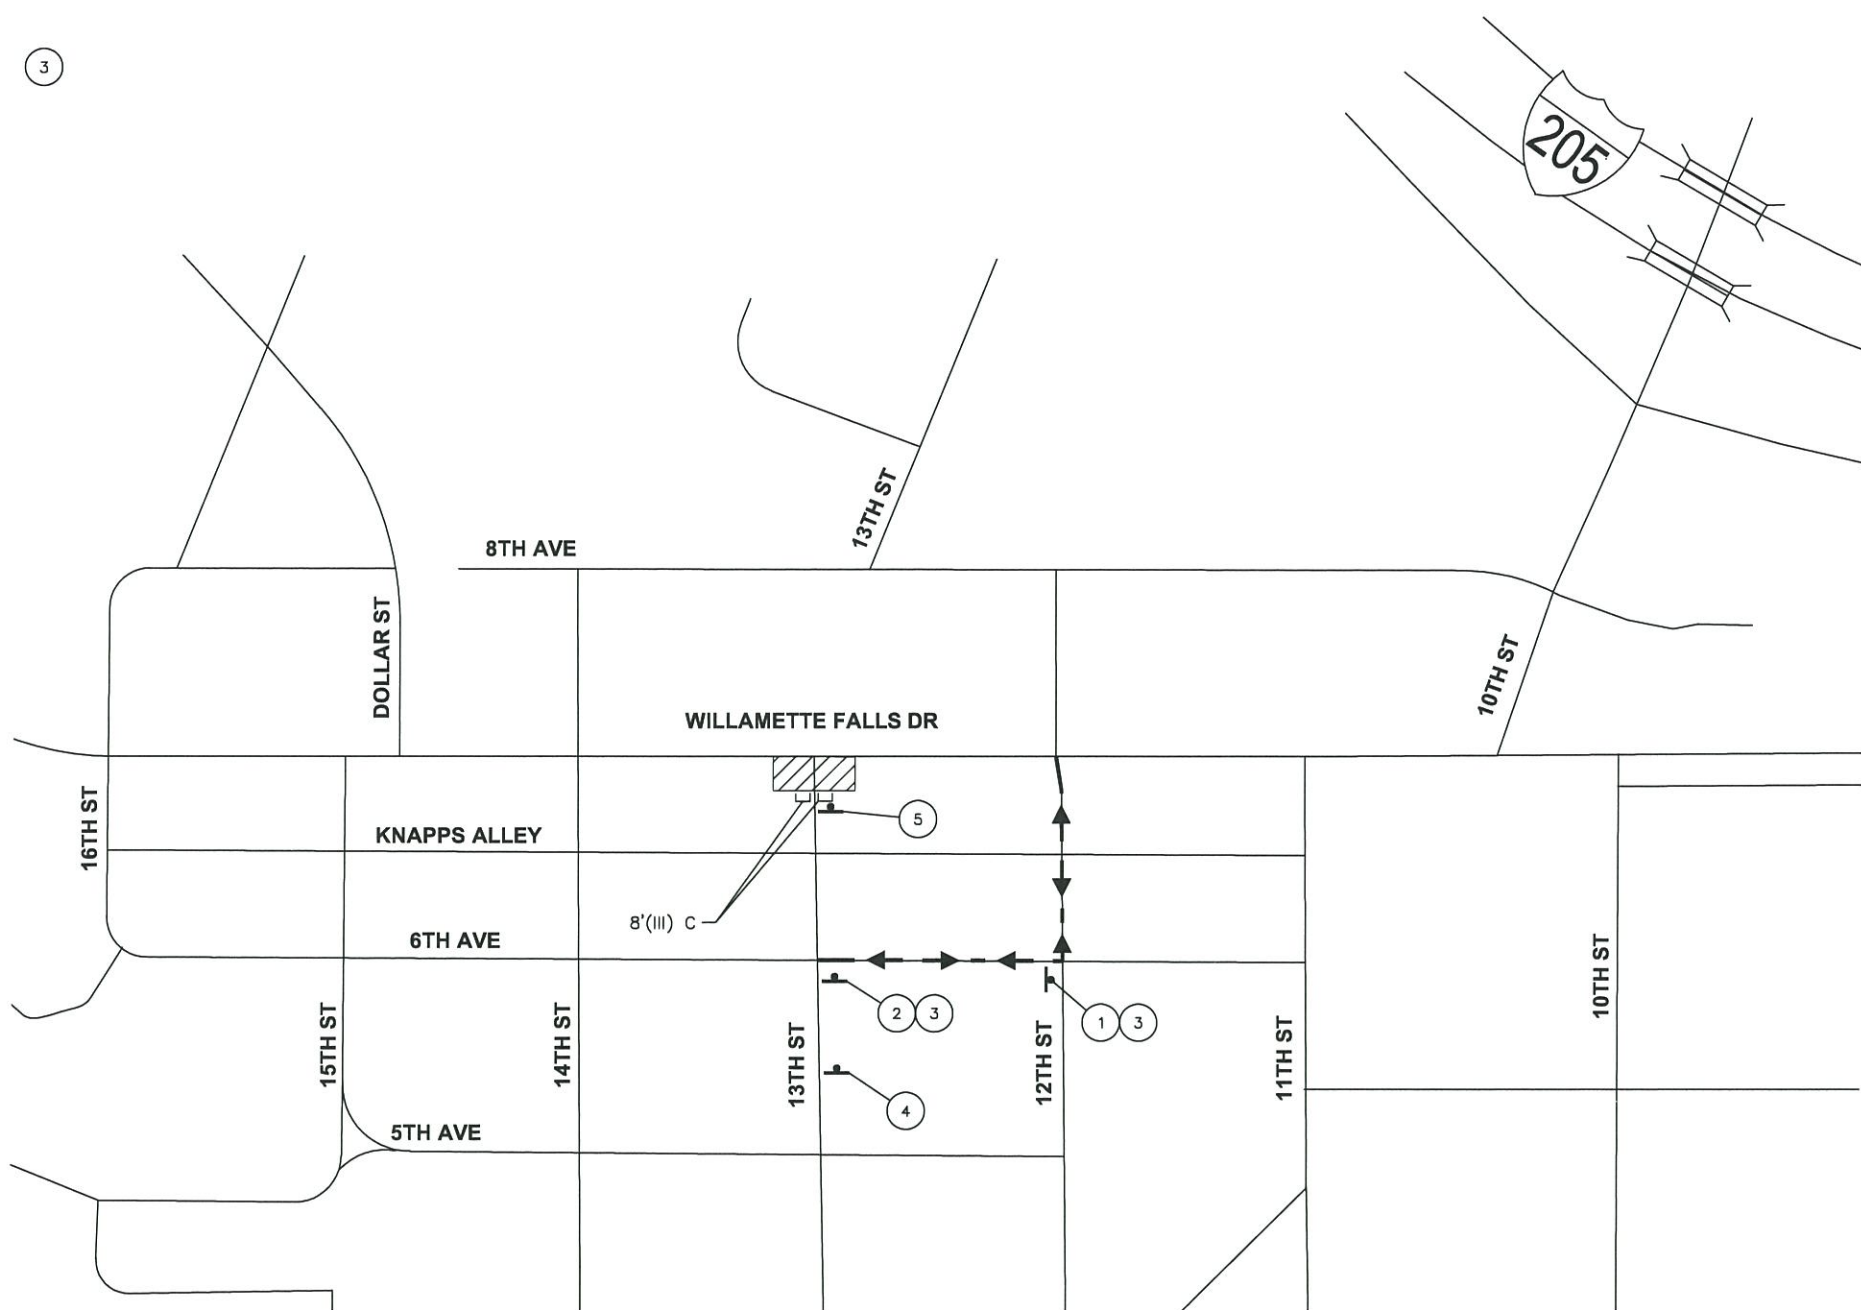 3
205
8TH AVE
13TH ST
DOLLAR ST
10TH ST
WILLAMETTE FALLS DR
16TH ST
5
KNAPPS ALLEY
8'(III) C
6TH AVE
10TH ST
2 3
1 3
15TH ST
14TH ST
13TH ST
12TH ST
11TH ST
4
5TH AVE